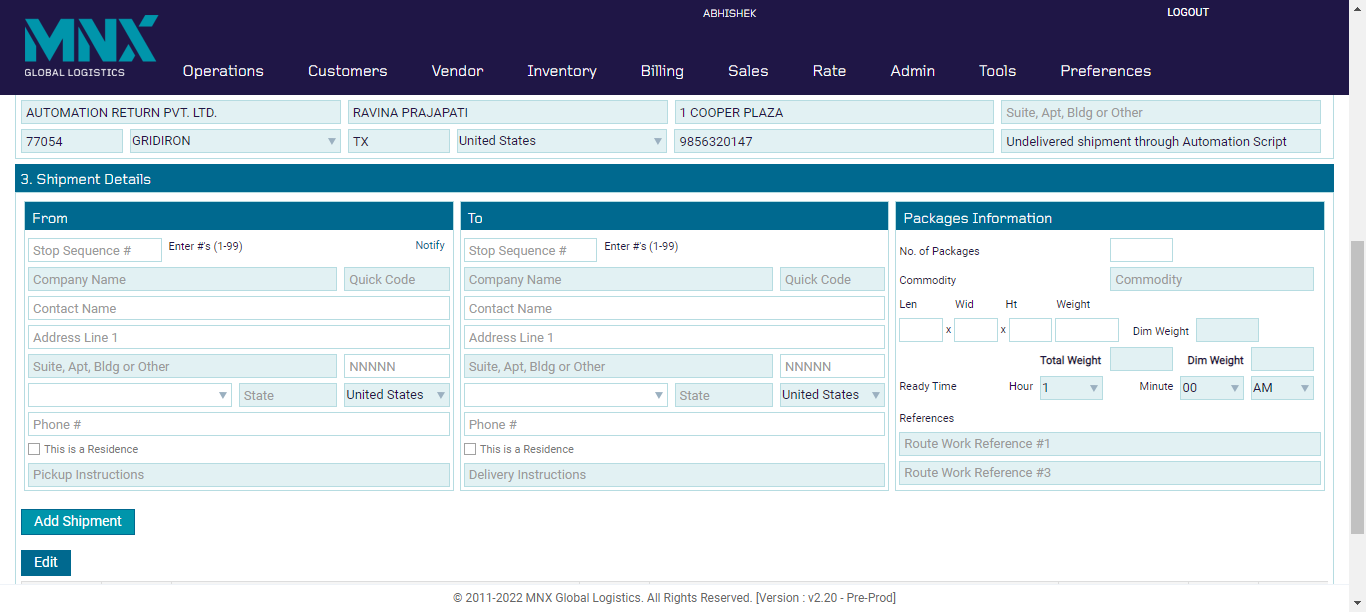 ABHISHEK LOGOUT
MNX
GLOBAL LOGISTICS
Operations Customers Vendor Inventory Billing Sales Rate Admin Tools Preferences
AUTOMATION RETURN PVT. LTD. RAVINA PRAJAPATI 1 COOPER PLAZA Suite, Apt, Bldg or Other
77054 GRIDIRON TX United States 9856320147 Undelivered shipment through Automation Script
3. Shipment Details
From
Stop Sequence # Enter #'s (1-99) Notify
Company Name Quick Code
Contact Name
Address Line 1
Suite, Apt, Bldg or Other NNNNN
State United States
Phone #
This is a Residence
Pickup Instructions
To
Stop Sequence # Enter #'s (1-99)
Company Name Quick Code
Contact Name
Address Line 1
Suite, Apt, Bldg or Other NNNNN
State United States
Phone #
This is a Residence
Delivery Instructions
Packages Information
No. of Packages
Commodity Commodity
Len Wid Ht Weight
x x Dim Weight
Total Weight Dim Weight
Ready Time Hour 1 Minute 00 AM
References
Route Work Reference #1
Route Work Reference #3
Add Shipment
Edit
© 2011-2022 MNX Global Logistics. All Rights Reserved. [Version : v2.20 - Pre-Prod]